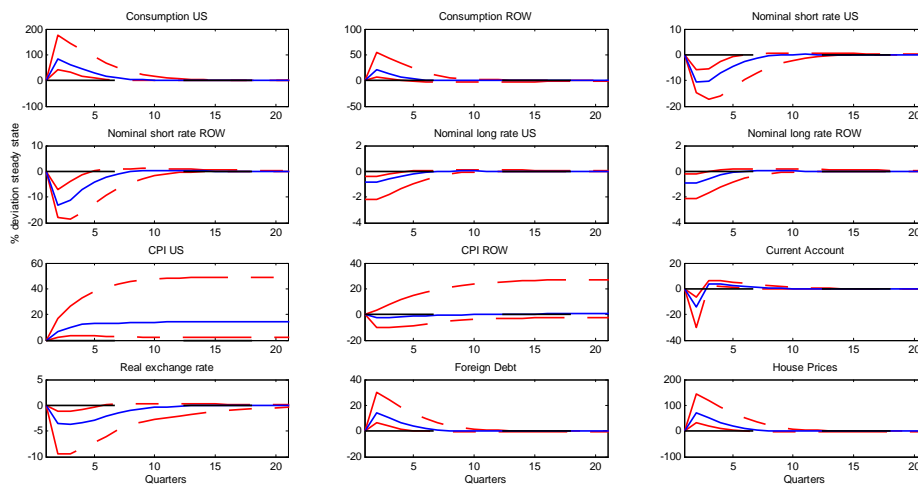 Consumption US
Consumption ROW
Nominal short rate US
200
100
0
-100
5 10 15 20
100
50
0
-50
5 10 15 20
10
0
-10
-20
5 10 15 20
Nominal short rate ROW
Nominal long rate US
Nominal long rate ROW
10
0
-10
-20
5 10 15 20
2
0
-2
-4
5 10 15 20
2
0
-2
-4
5 10 15 20
% deviation steady state
CPI US
CPI ROW
Current Account
60
40
20
0
5 10 15 20
40
20
0
-20
5 10 15 20
20
0
-20
-40
5 10 15 20
Real exchange rate
Foreign Debt
House Prices
5
0
-5
-10
5 10 15 20
40
20
0
-20
5 10 15 20
200
100
0
-100
5 10 15 20
Quarters
Quarters
Quarters